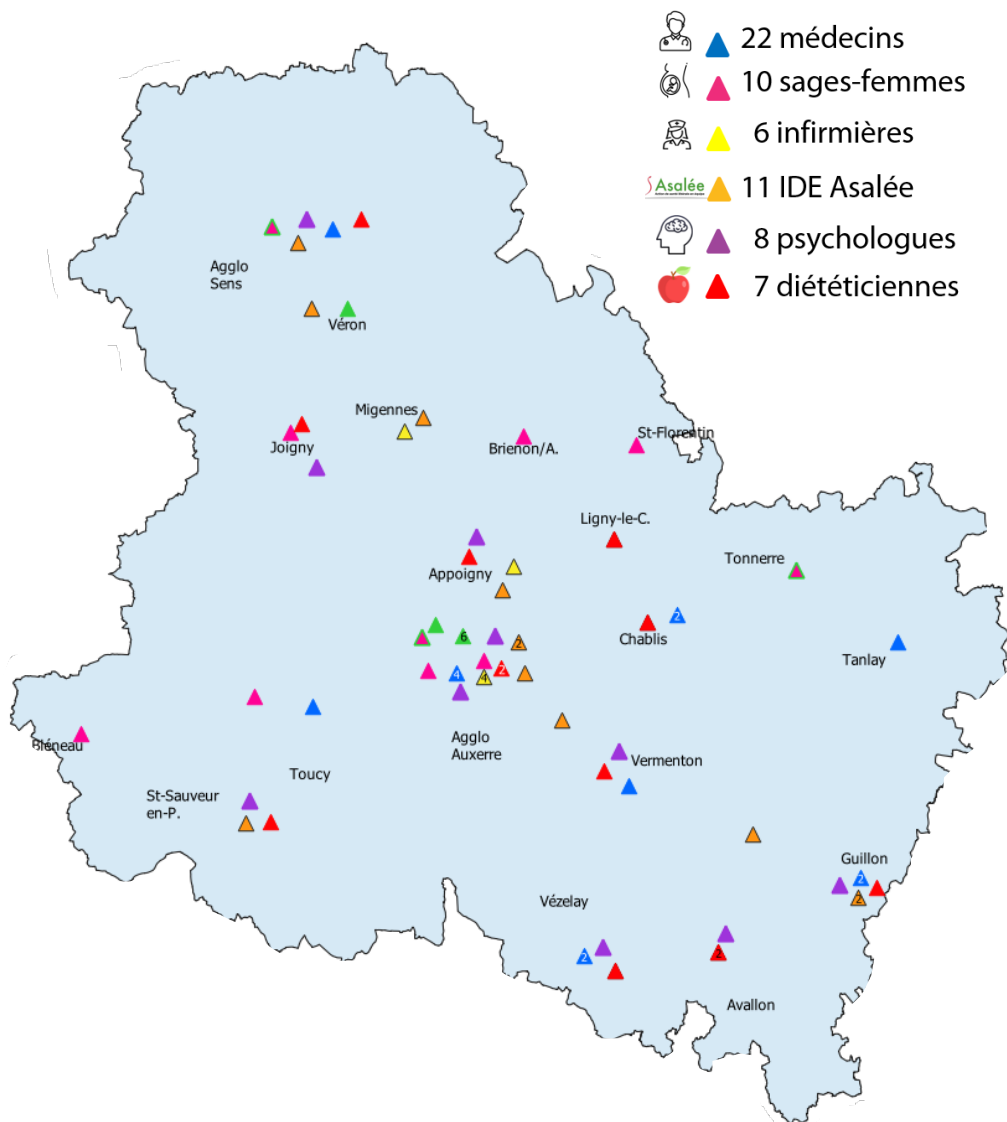 22 médecins
10 sages-femmes
6 infirmières
Asalée
11 IDE Asalée
8 psychologues
7 diététiciennes
Agglo
Sens
Véron
Migennes
Joigny
Brienon/A.
St-Florentin
Ligny-le-C.
Appoigny
Tonnerre
2
Chablis
6
2
Tanlay
2
4
4
Agglo
Auxerre
Bléneau
Vermenton
Toucy
St-Sauveur
en-P.
Guillon
2
2
Vézelay
2
2
Avallon